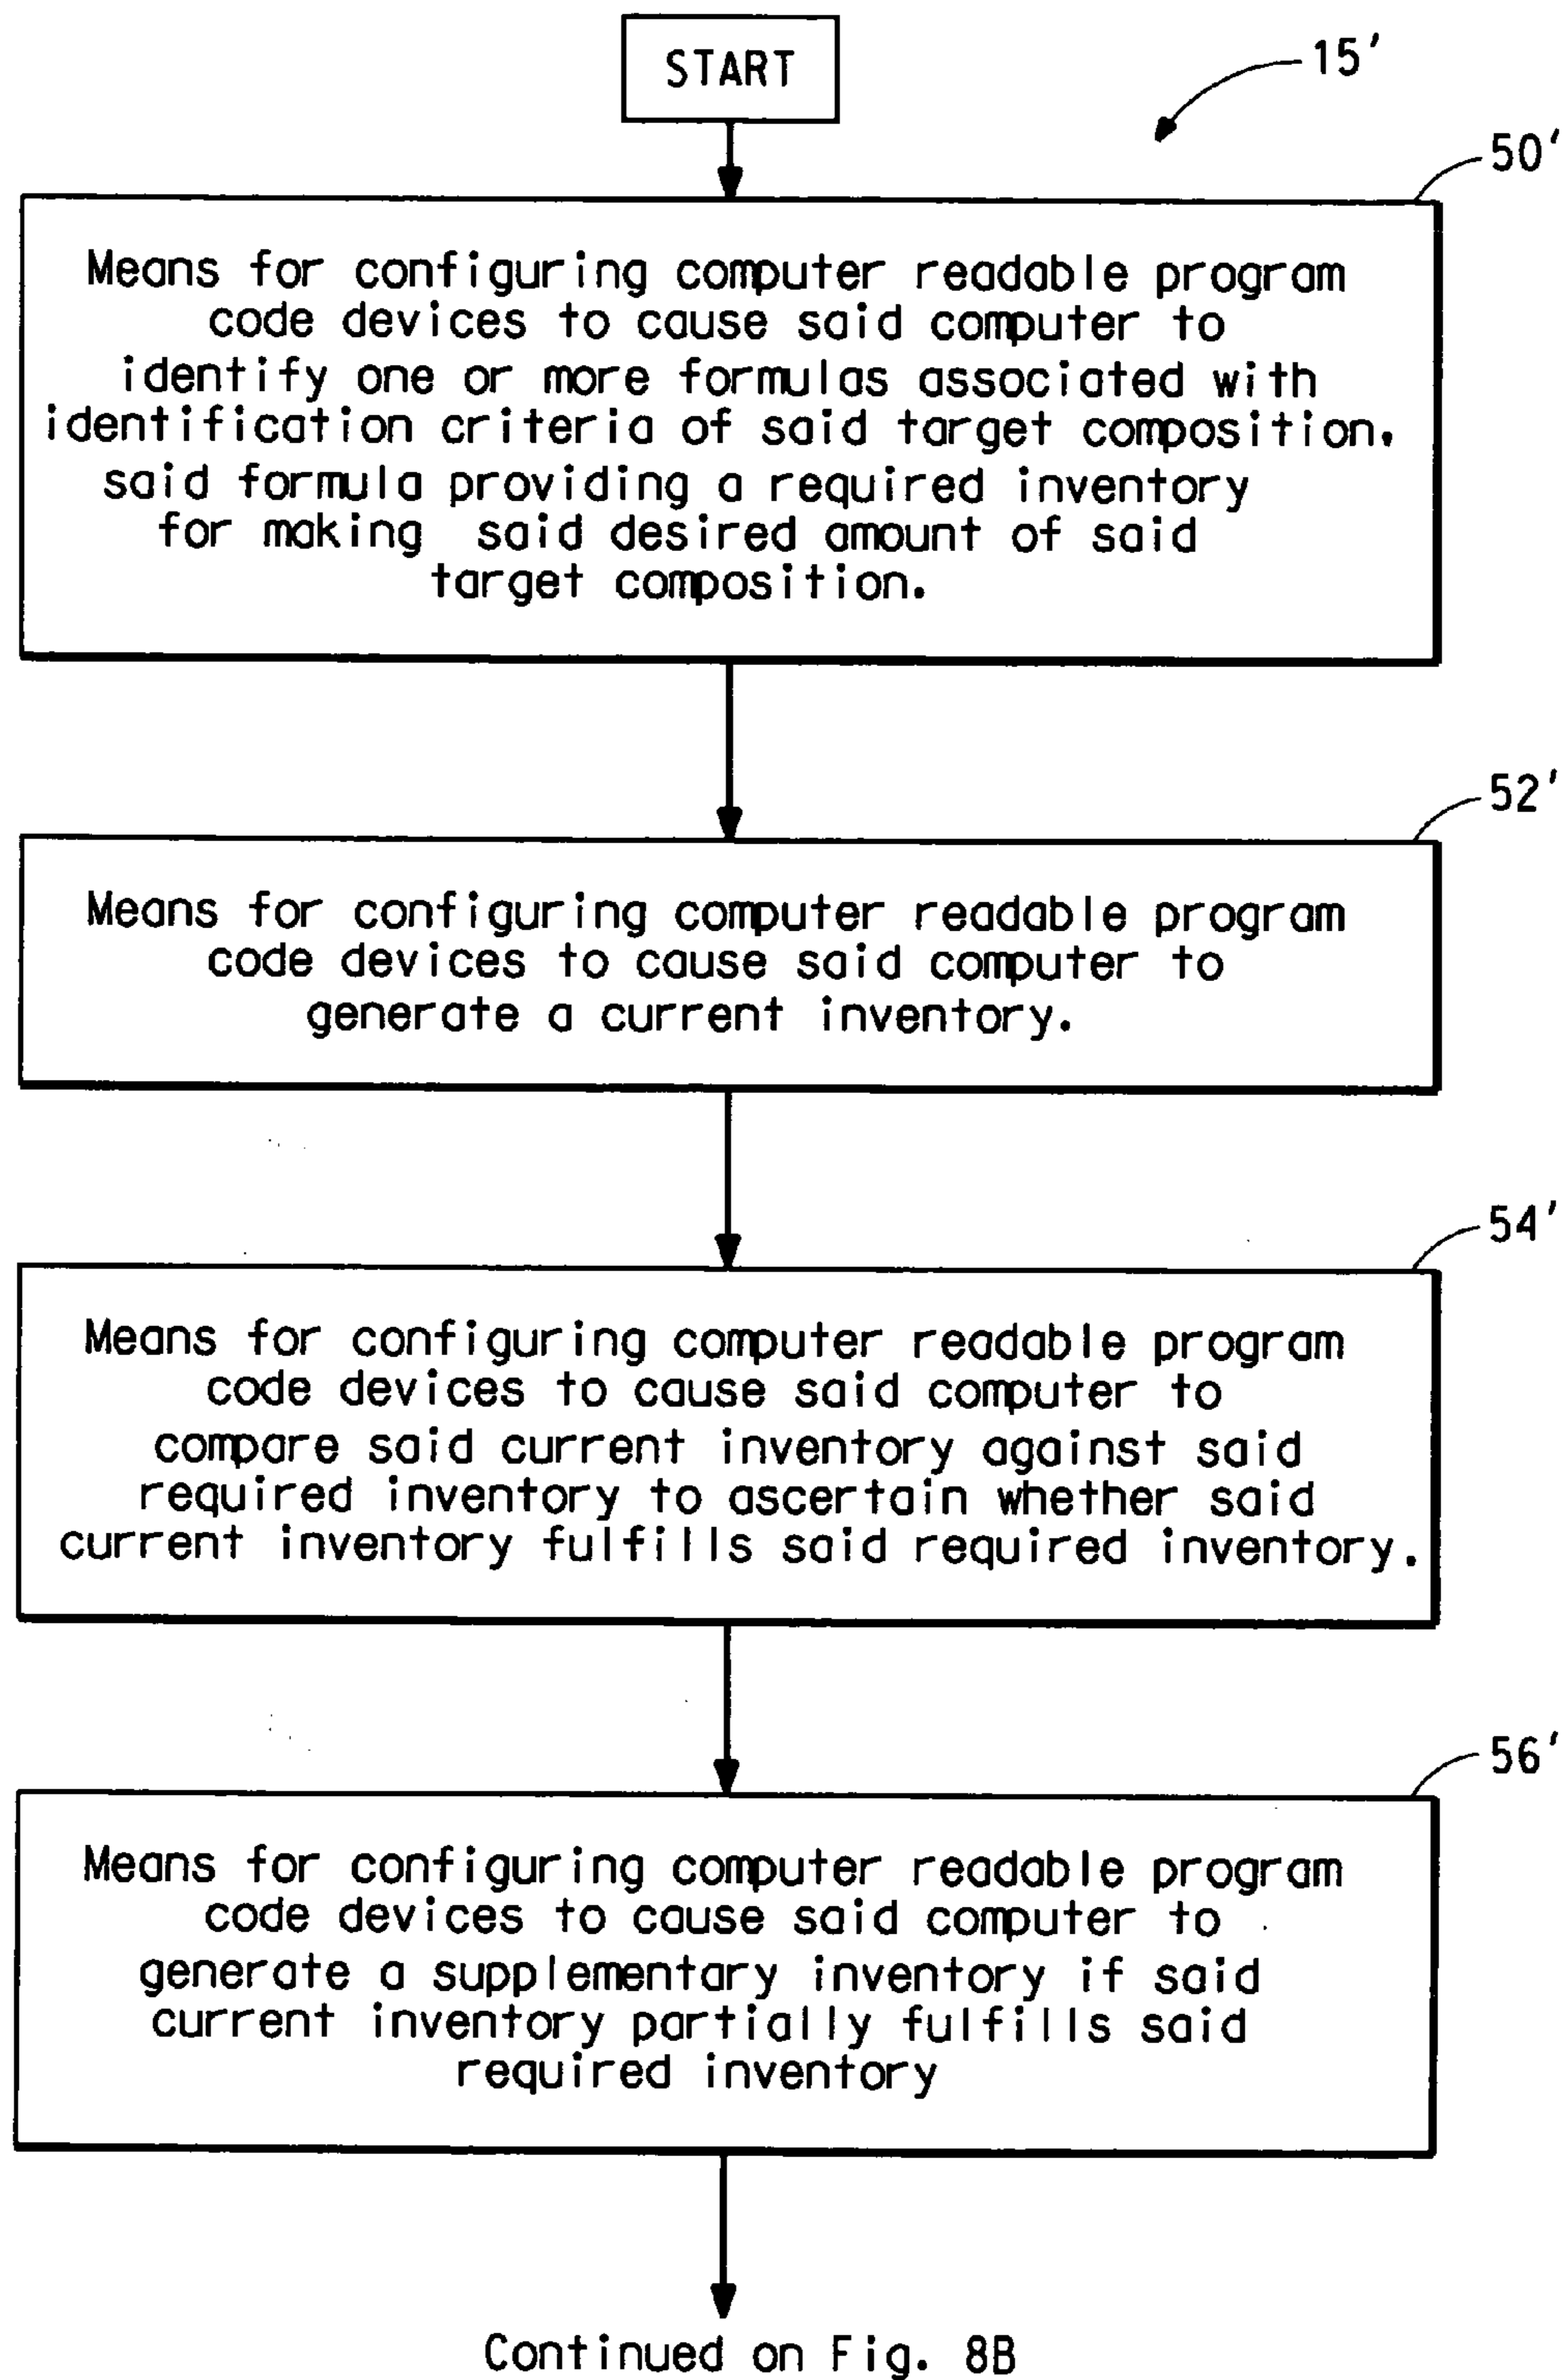 START
15'
50'
Means for configuring computer readable program
code devices to cause said computer to
identify one or more formulas associated with
identification criteria of said target composition,
said formula providing a required inventory
for making said desired amount of said
target composition.
52'
Means for configuring computer readable program
code devices to cause said computer to
generate a current inventory.
54'
Means for configuring computer readable program
code devices to cause said computer to
compare said current inventory against said
required inventory to ascertain whether said
current inventory fulfills said required inventory.
56'
Means for configuring computer readable program
code devices to cause said computer to
generate a supplementary inventory if said
current inventory partially fulfills said
required inventory
Continued on Fig. 8B